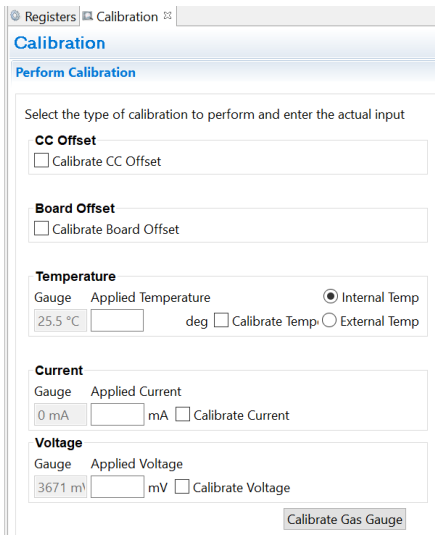 Registers Calibration
Calibration
Perform Calibration
Select the type of calibration to perform and enter the actual input
CC Offset
Calibrate CC Offset
Board Offset
Calibrate Board Offset
Temperature
Gauge Applied Temperature Internal Temp
25.5 °C deg Calibrate Temp External Temp
Current
Gauge Applied Current
0 mA mA Calibrate Current
Voltage
Gauge Applied Voltage
3671 mV mV Calibrate Voltage
Calibrate Gas Gauge